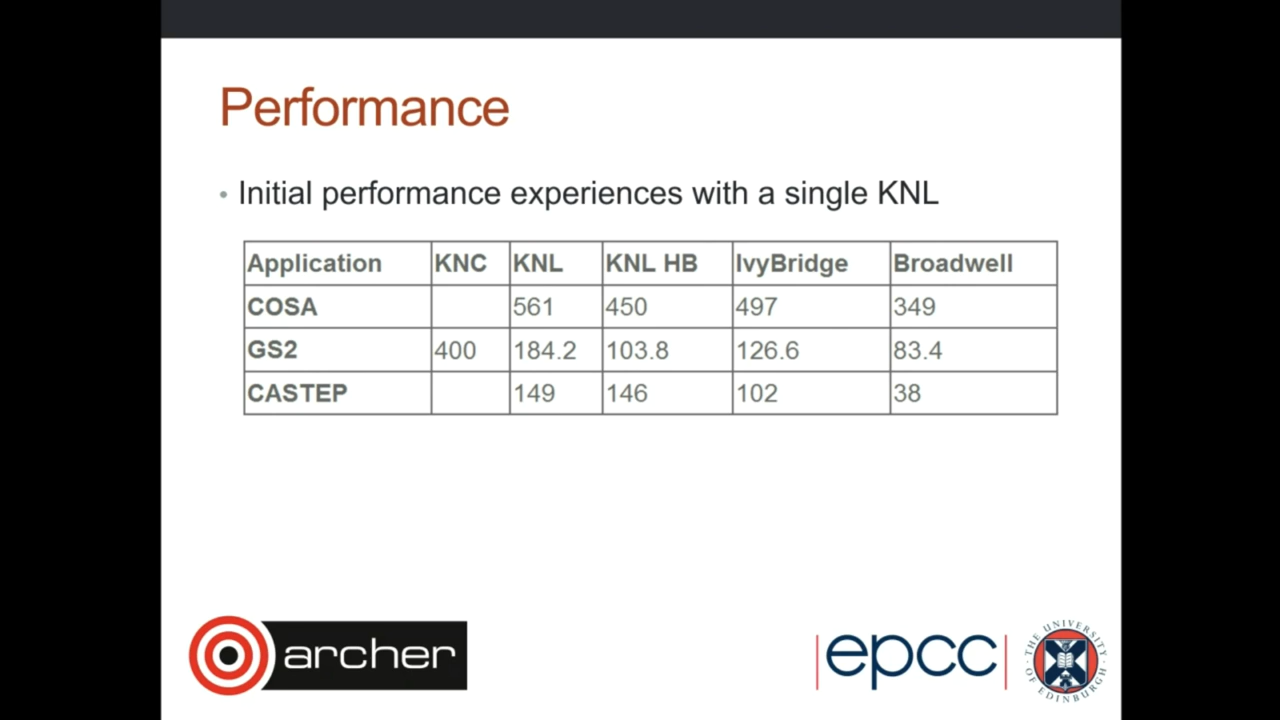 Performance
• Initial performance experiences with a single KNL
Application KNC KNL KNL HB IvyBridge Broadwell
COSA 561 450 497 349
GS2 400 184.2 103.8 126.6 83.4
CASTEP 149 146 102 38
archer
epcc
THE UNIVERSITY OF EDINBURGH